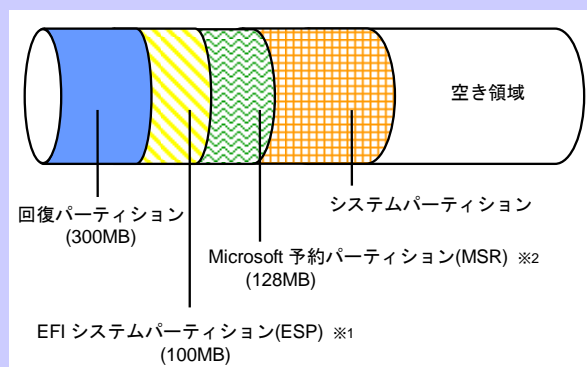 空き領域
回復パーティション
(300MB)
システムパーティション
Microsoft 予約パーティション(MSR) ※2
(128MB)
EFI システムパーティション(ESP) ※1
(100MB)